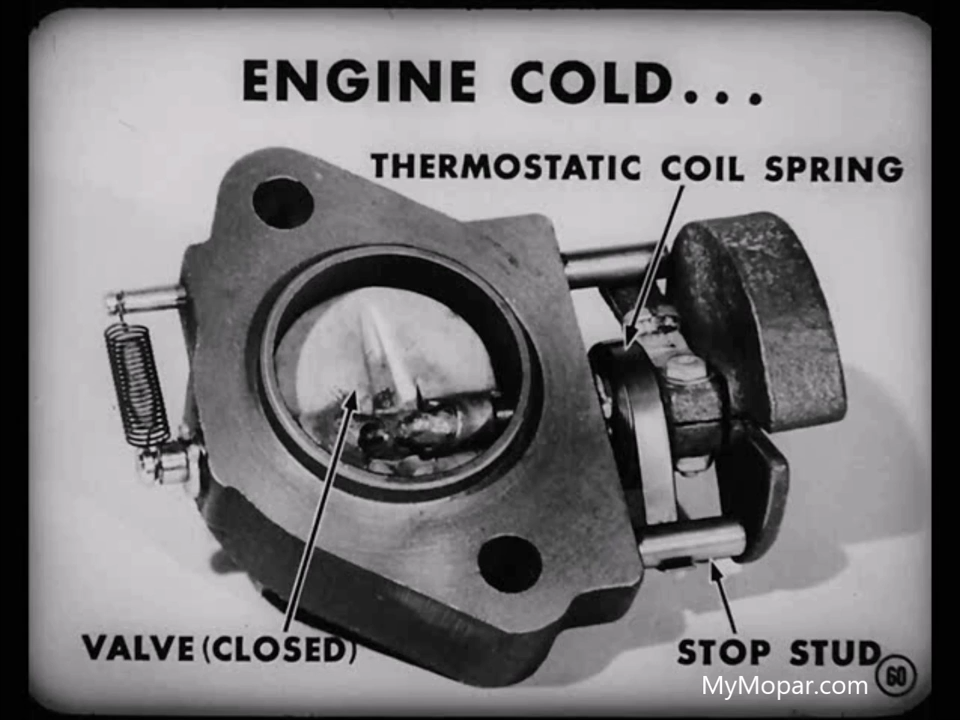 ENGINE COLD...
THERMOSTATIC COIL SPRING
VALVE (CLOSED)
STOP STUD
60
MyMopar.com